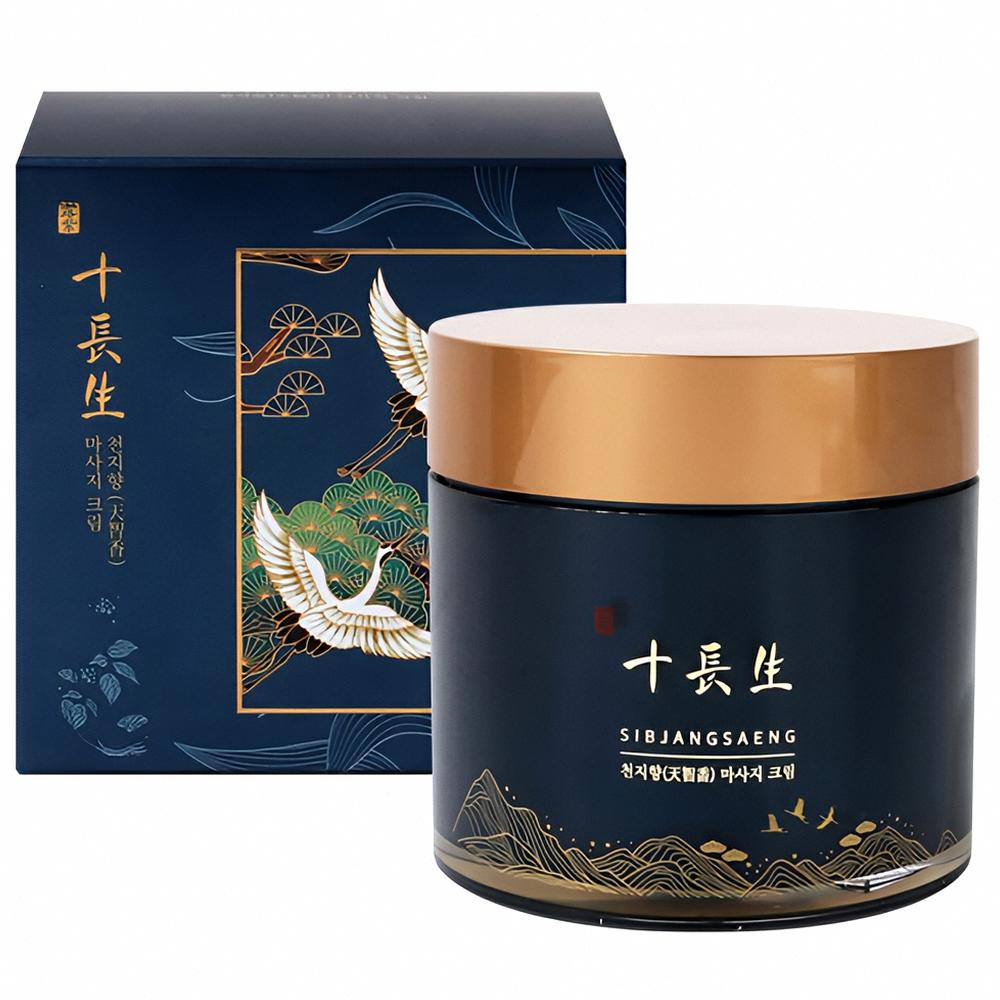 十長生
천지향(天智香)
마사지 크림
十長生
SIBJANGSAENG
천지향(天智香) 마사지 크림